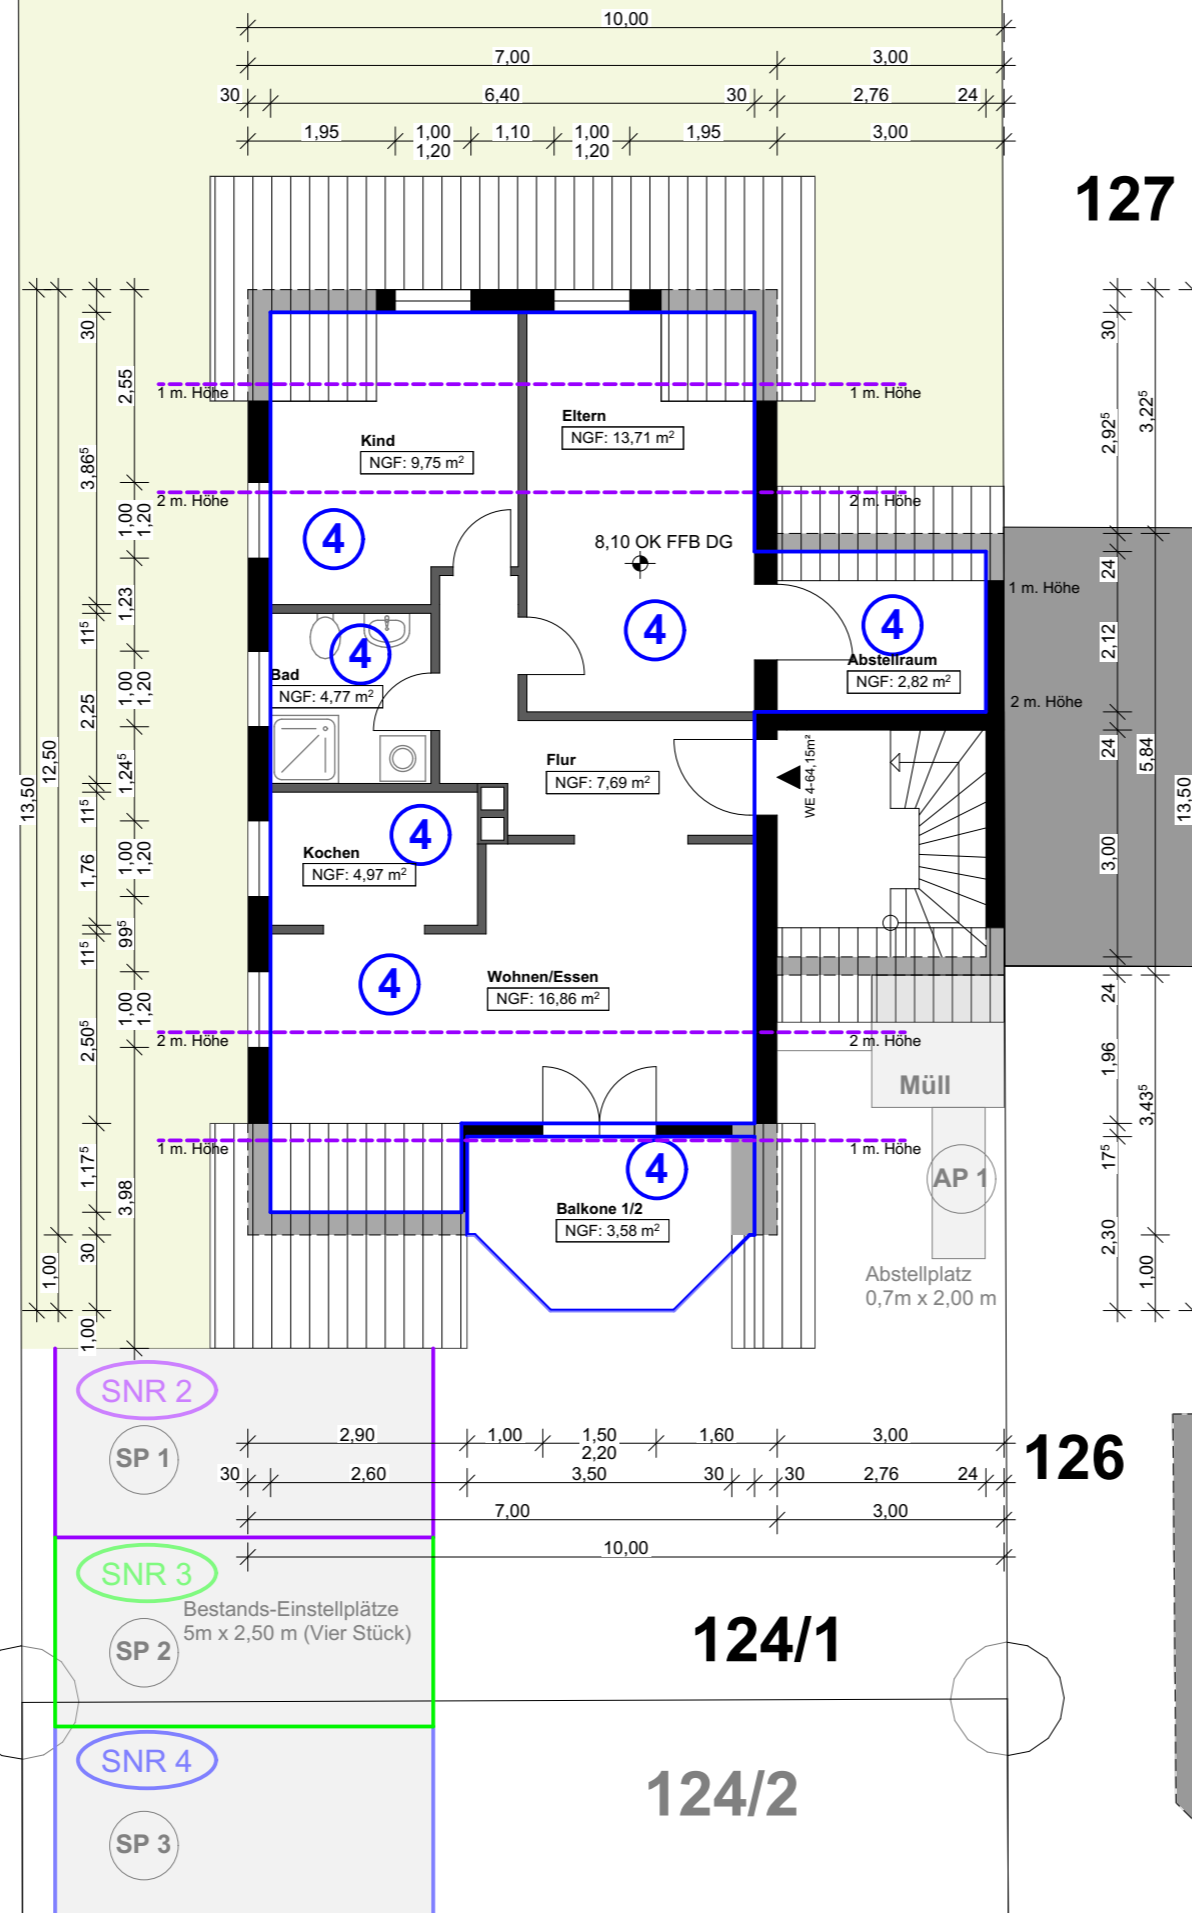 10,00
7,00
3,00
30
6,40
30
2,76
24
1,95
1,00
1,20
1,10
1,00
1,20
1,95
3,00
127
13,50
12,50
30
3,86⁵
11⁵
2,25
11⁵
1,76
11⁵
2,50⁵
1,17⁵
30
1,00
1,00
2,55
1,00
1,20
1,23
1,00
1,20
1,24⁵
1,00
1,20
99⁵
1,00
1,20
3,98
1 m. Höhe
1 m. Höhe
Eltern
NGF: 13,71 m²
Kind
NGF: 9,75 m²
2 m. Höhe
2 m. Höhe
4
8,10 OK FFB DG
4
4
1 m. Höhe
Abstellraum
NGF: 2,82 m²
2 m. Höhe
4
Bad
NGF: 4,77 m²
Flur
NGF: 7,69 m²
WE 4-64,15m²
4
Kochen
NGF: 4,97 m²
4
Wohnen/Essen
NGF: 16,86 m²
2 m. Höhe
2 m. Höhe
Müll
1 m. Höhe
1 m. Höhe
4
AP 1
Balkone 1/2
NGF: 3,58 m²
Abstellplatz
0,7m x 2,00 m
30
2,92⁵
24
2,12
24
3,00
24
1,96
17⁵
2,30
3,22⁵
5,84
3,43⁵
1,00
13,50
SNR 2
SP 1
2,90
1,00
1,50
2,20
1,60
3,00
30
2,60
3,50
30
30
2,76
24
7,00
3,00
10,00
126
SNR 3
Bestands-Einstellplätze
5m x 2,50 m (Vier Stück)
SP 2
124/1
SNR 4
124/2
SP 3